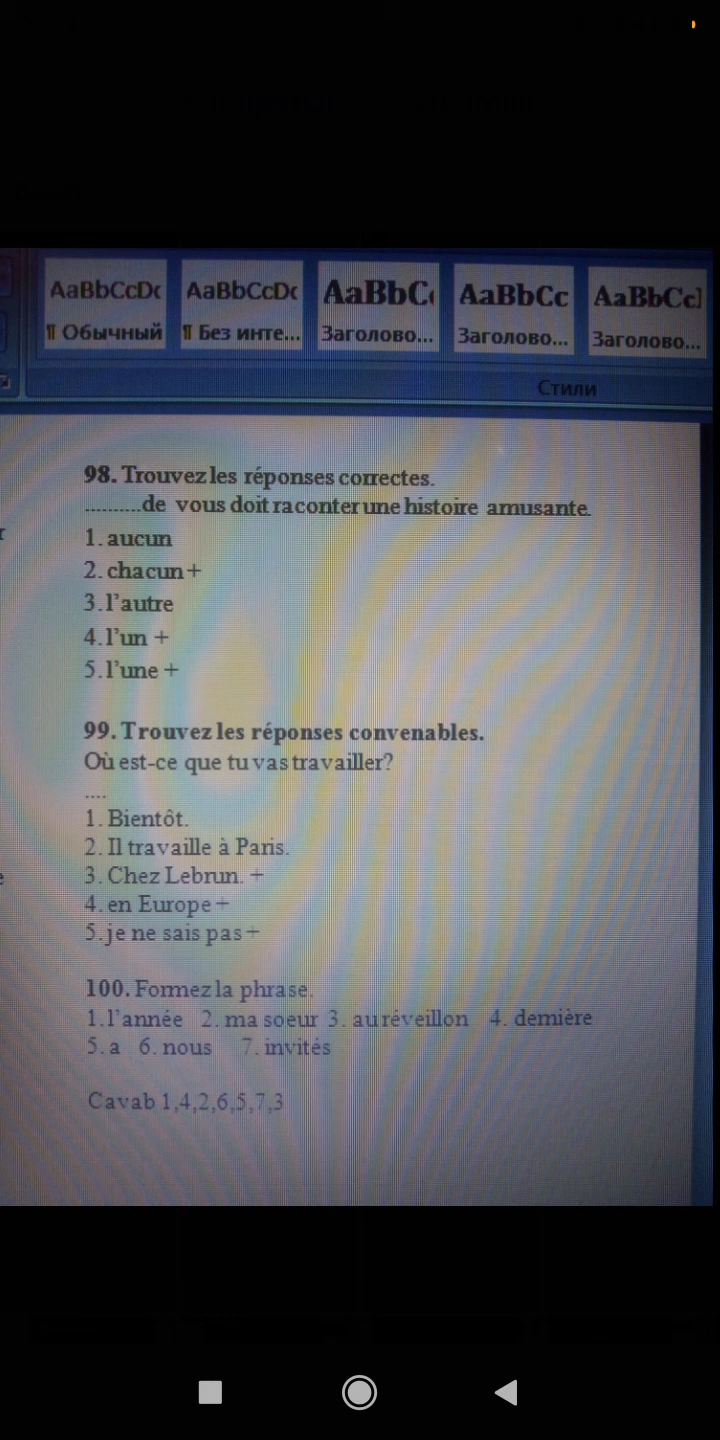 AaBbCcDc AaBbCcDc AaBbC AaBbCc AaBbCc
¶ Обычный ¶ Без инте... Заголово... Заголово... Заголово...
Стили
98. Trouvez les réponses correctes.
..........de vous doit raconter une histoire amusante.
1. aucun
2. chacun+
3.l'autre
4.l'un +
5.l'une +
99. Trouvez les réponses convenables.
Où est-ce que tu vas travailler?
....
1. Bientôt.
2. Il travaille à Paris.
3. Chez Lebrun. +
4. en Europe+
5.je ne sais pas+
100. Formez la phrase.
1.l'année 2. ma soeur 3. au réveillon 4. dernière
5. a 6. nous 7. invités
Cavab 1,4,2,6,5,7,3